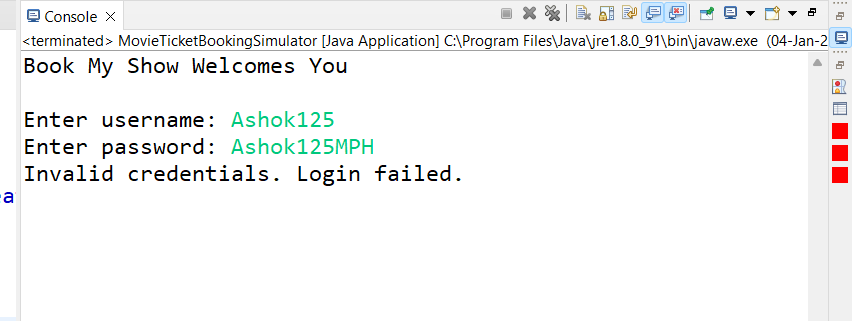 Console
<terminated> MovieTicketBookingSimulator [Java Application] C:\Program Files\Java\jre1.8.0_91\bin\javaw.exe (04-Jan-2
Book My Show Welcomes You
Enter username: Ashok125
Enter password: Ashok125MPH
Invalid credentials. Login failed.
ea